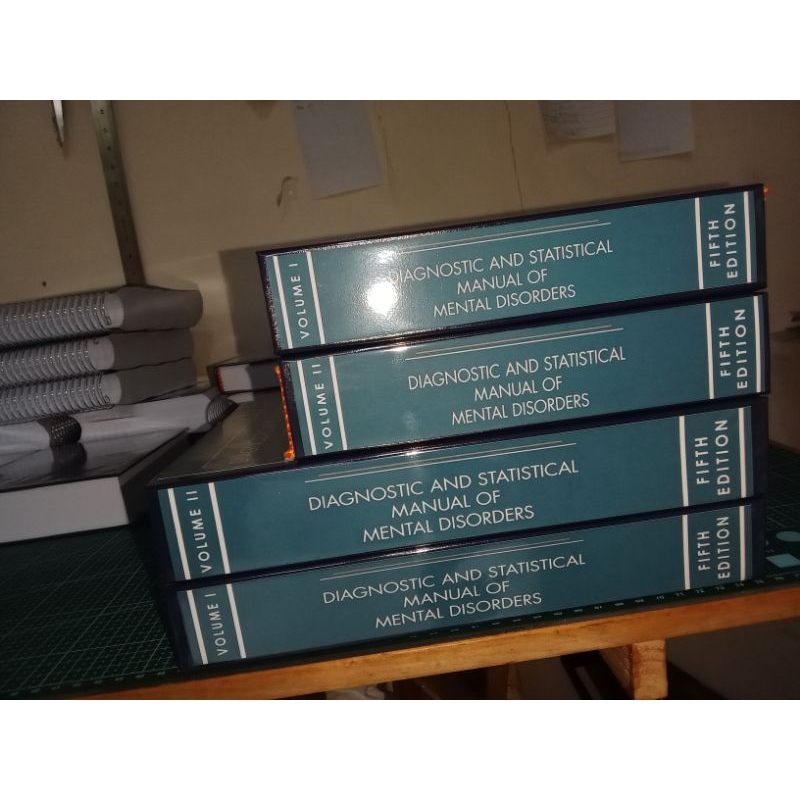 VOLUME I
DIAGNOSTIC AND STATISTICAL
MANUAL OF
MENTAL DISORDERS
FIFTH
EDITION
VOLUME II
DIAGNOSTIC AND STATISTICAL
MANUAL OF
MENTAL DISORDERS
FIFTH
EDITION
VOLUME II
DIAGNOSTIC AND STATISTICAL
MANUAL OF
MENTAL DISORDERS
FIFTH
EDITION
VOLUME I
DIAGNOSTIC AND STATISTICAL
MANUAL OF
MENTAL DISORDERS
FIFTH
EDITION